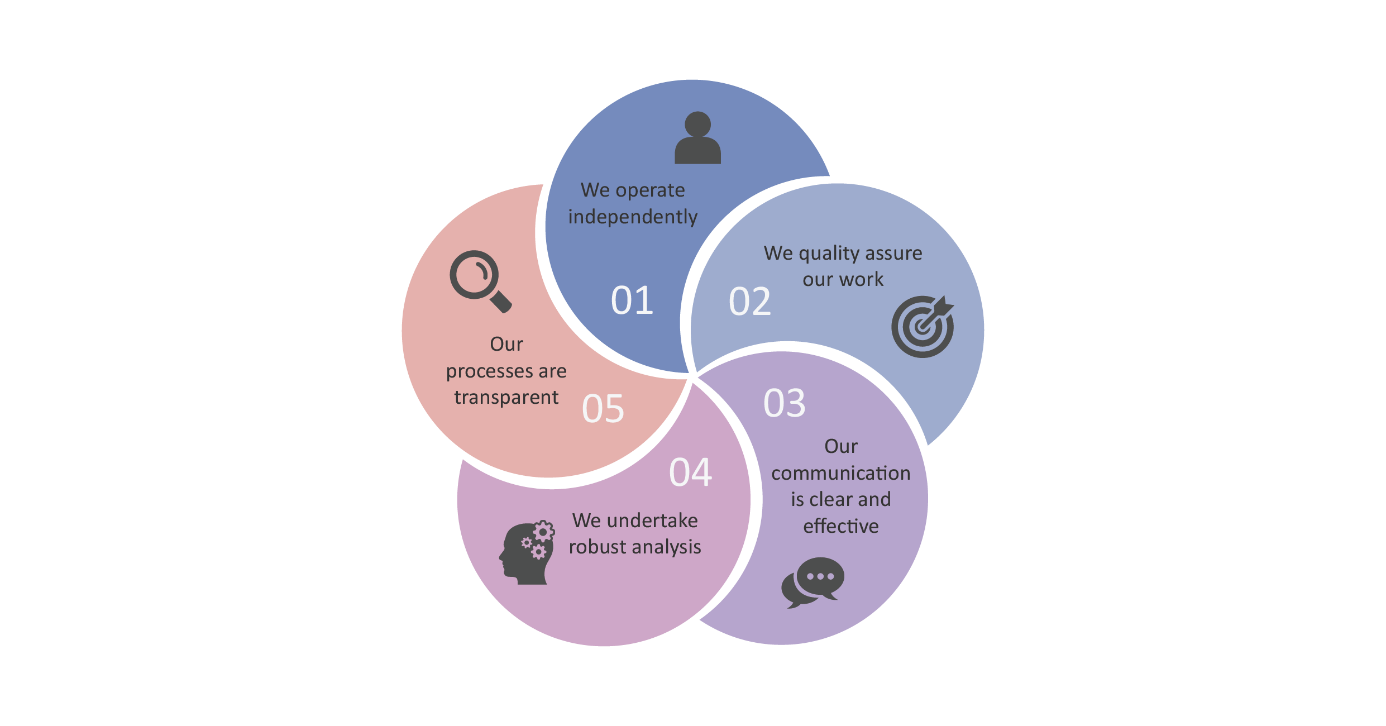 We operate
independently
01
We quality assure
our work
02
03
Our
communication
is clear and
effective
04
We undertake
robust analysis
Our
processes are
transparent
05